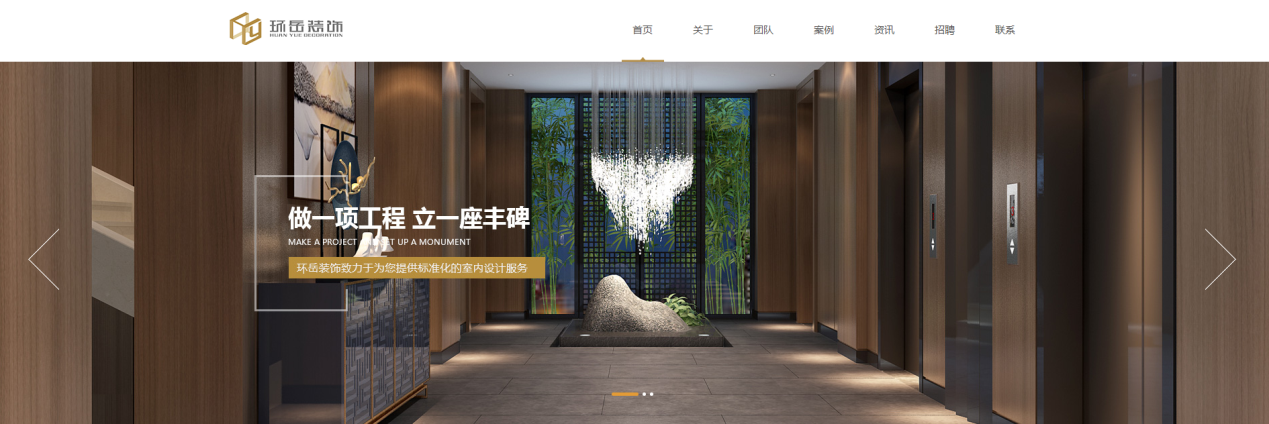 环岳装饰
HUAN YUE DECORATION
首页 关于 团队 案例 资讯 招聘 联系
做一项工程 立一座丰碑
MAKE A PROJECT AND SET UP A MONUMENT
环岳装饰致力于为您提供标准化的室内设计服务